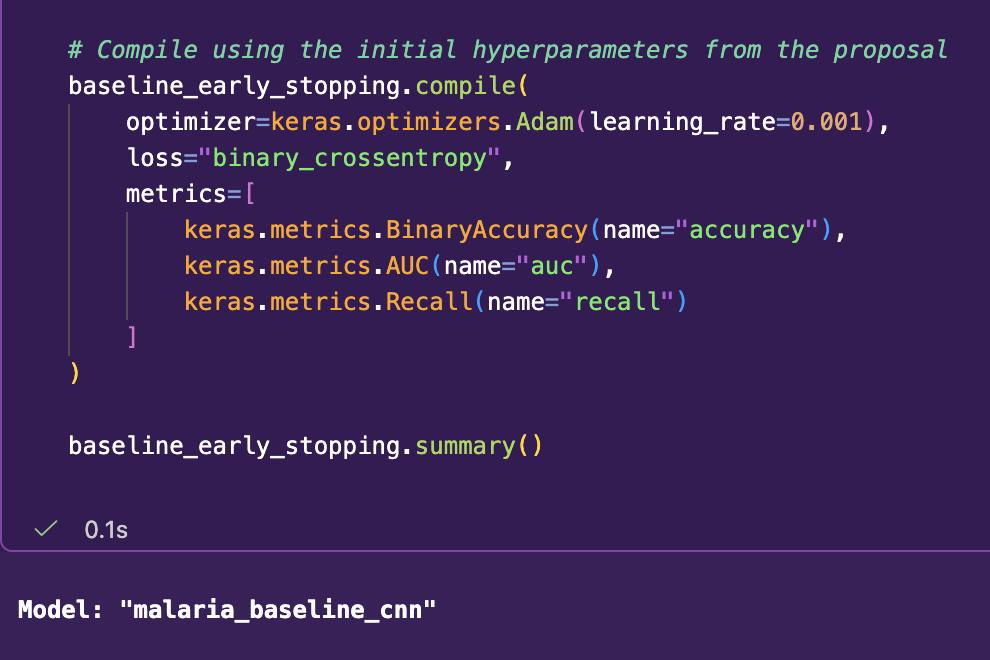 # Compile using the initial hyperparameters from the proposal
baseline_early_stopping.compile(
    optimizer=keras.optimizers.Adam(learning_rate=0.001),
    loss="binary_crossentropy",
    metrics=[
        keras.metrics.BinaryAccuracy(name="accuracy"),
        keras.metrics.AUC(name="auc"),
        keras.metrics.Recall(name="recall")
    ]
)
baseline_early_stopping.summary()
✓ 0.1s
Model: "malaria_baseline_cnn"